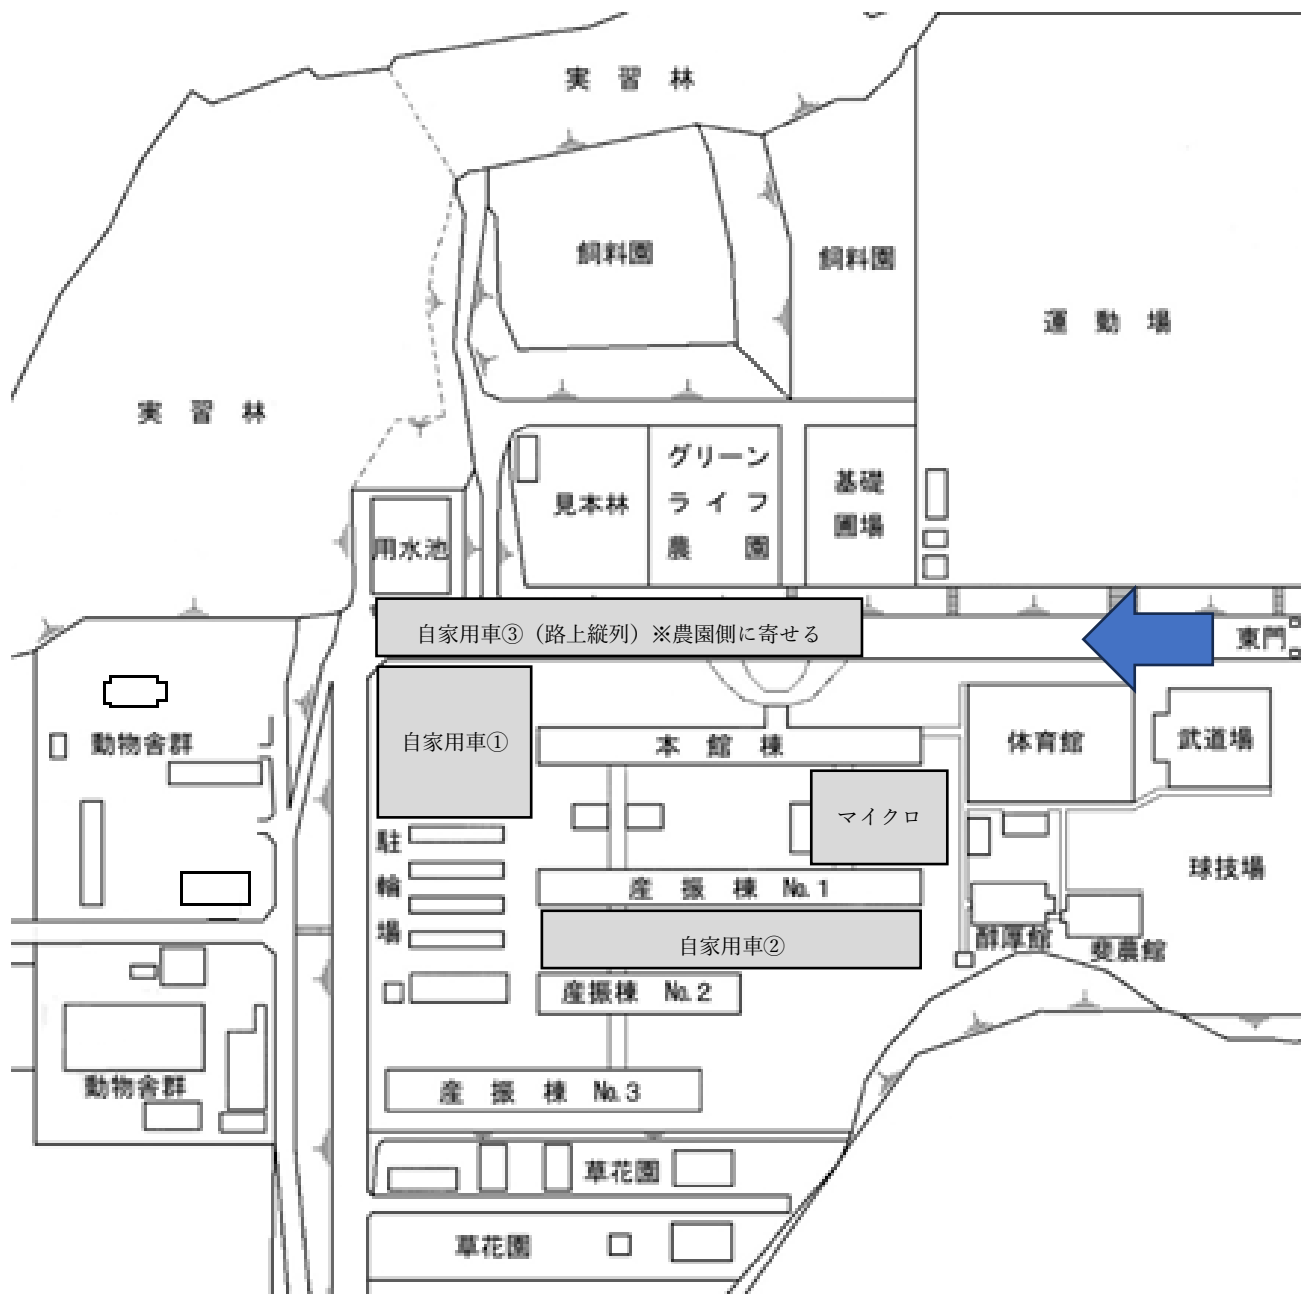 実習林
飼料園
飼料園
運動場
実習林
グリーン
ライフ
農園
見本林
基礎
圃場
用水池
自家用車③（路上縦列）※農園側に寄せる
東門
自家用車①
本館棟
体育館
武道場
動物舎群
マイクロ
駐輪場
産振棟 No.1
球技場
自家用車②
酔厚館
斐農館
産振棟 No.2
動物舎群
産振棟 No.3
草花園
草花園